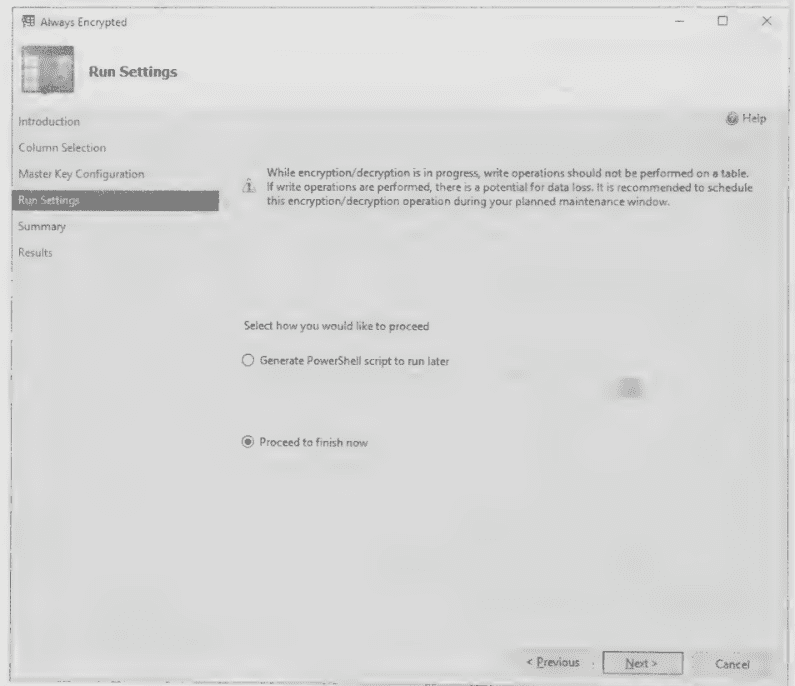 Always Encrypted
Run Settings
Introduction
Help
Column Selection
Master Key Configuration
While encryption/decryption is in progress, write operations should not be performed on a table.
If write operations are performed, there is a potential for data loss. It is recommended to schedule
this encryption/decryption operation during your planned maintenance window.
Run Settings
Summary
Results
Select how you would like to proceed
Generate PowerShell script to run later
Proceed to finish now
< Previous
Next >
Cancel